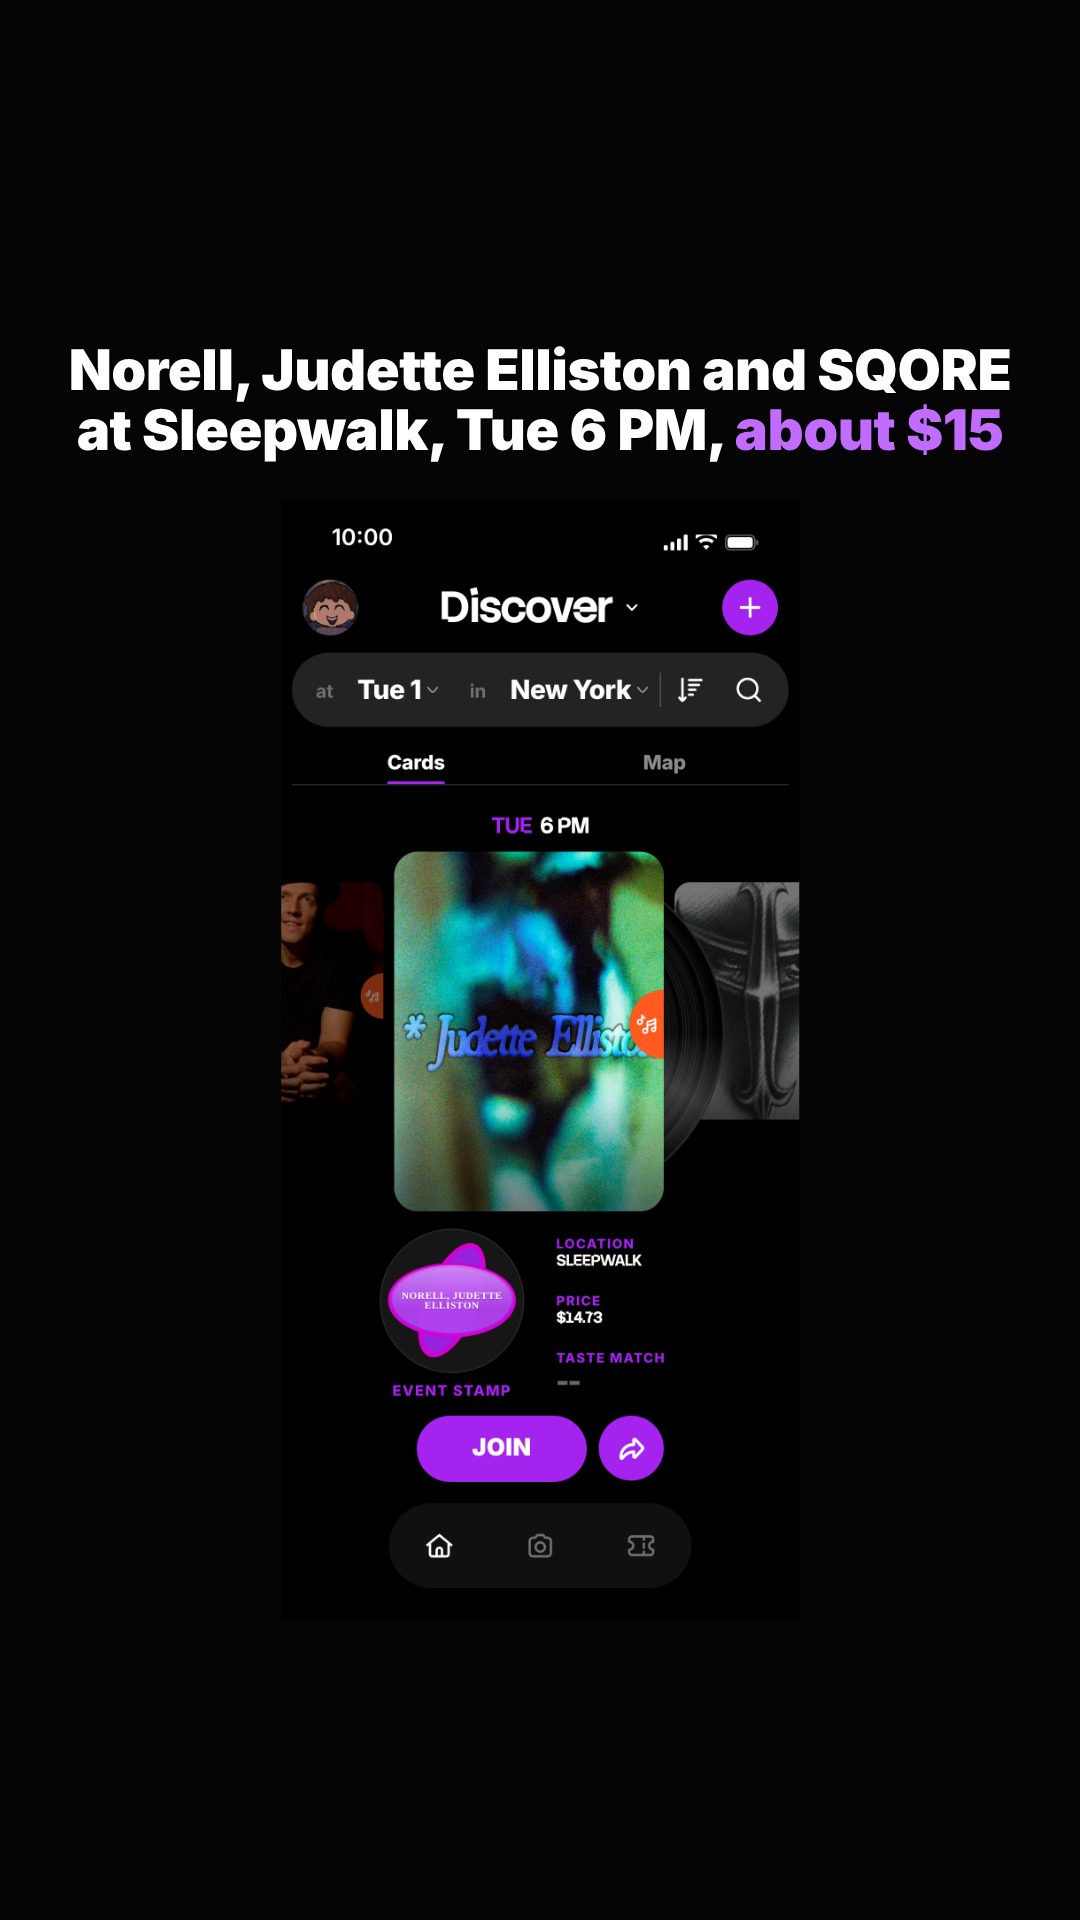 Norell, Judette Elliston and SQORE
at Sleepwalk, Tue 6 PM, about $15
10:00
Discover
at Tue 1 in New York
Cards Map
TUE 6 PM
* Judette Ellisto
NORELL, JUDETTE
ELLISTON
EVENT STAMP
LOCATION
SLEEPWALK
PRICE
$14.73
TASTE MATCH
--
JOIN